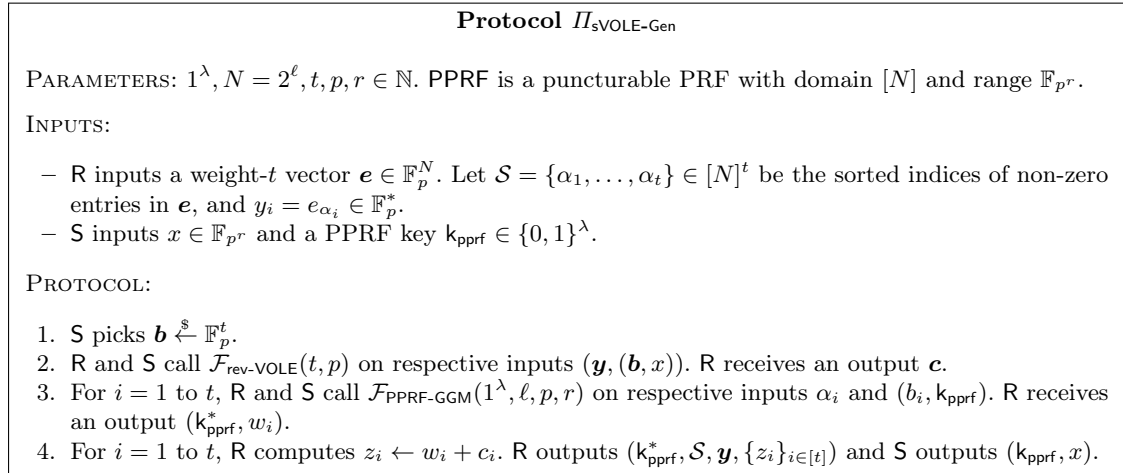 Protocol Π_sVOLE-Gen
PARAMETERS: 1^λ, N = 2^ℓ, t, p, r ∈ ℕ. PPRF is a puncturable PRF with domain [N] and range 𝔽_{p^r}.
INPUTS:
– R inputs a weight-t vector e ∈ 𝔽_p^N. Let 𝒮 = {α_1, . . . , α_t} ∈ [N]^t be the sorted indices of non-zero
entries in e, and y_i = e_{α_i} ∈ 𝔽_p^*.
– S inputs x ∈ 𝔽_{p^r} and a PPRF key k_pprf ∈ {0, 1}^λ.
PROTOCOL:
1. S picks b ←^$ 𝔽_p^t.
2. R and S call ℱ_rev-VOLE(t, p) on respective inputs (y, (b, x)). R receives an output c.
3. For i = 1 to t, R and S call ℱ_PPRF-GGM(1^λ, ℓ, p, r) on respective inputs α_i and (b_i, k_pprf). R receives
an output (k_pprf^*, w_i).
4. For i = 1 to t, R computes z_i ← w_i + c_i. R outputs (k_pprf^*, 𝒮, y, {z_i}_{i∈[t]}) and S outputs (k_pprf, x).